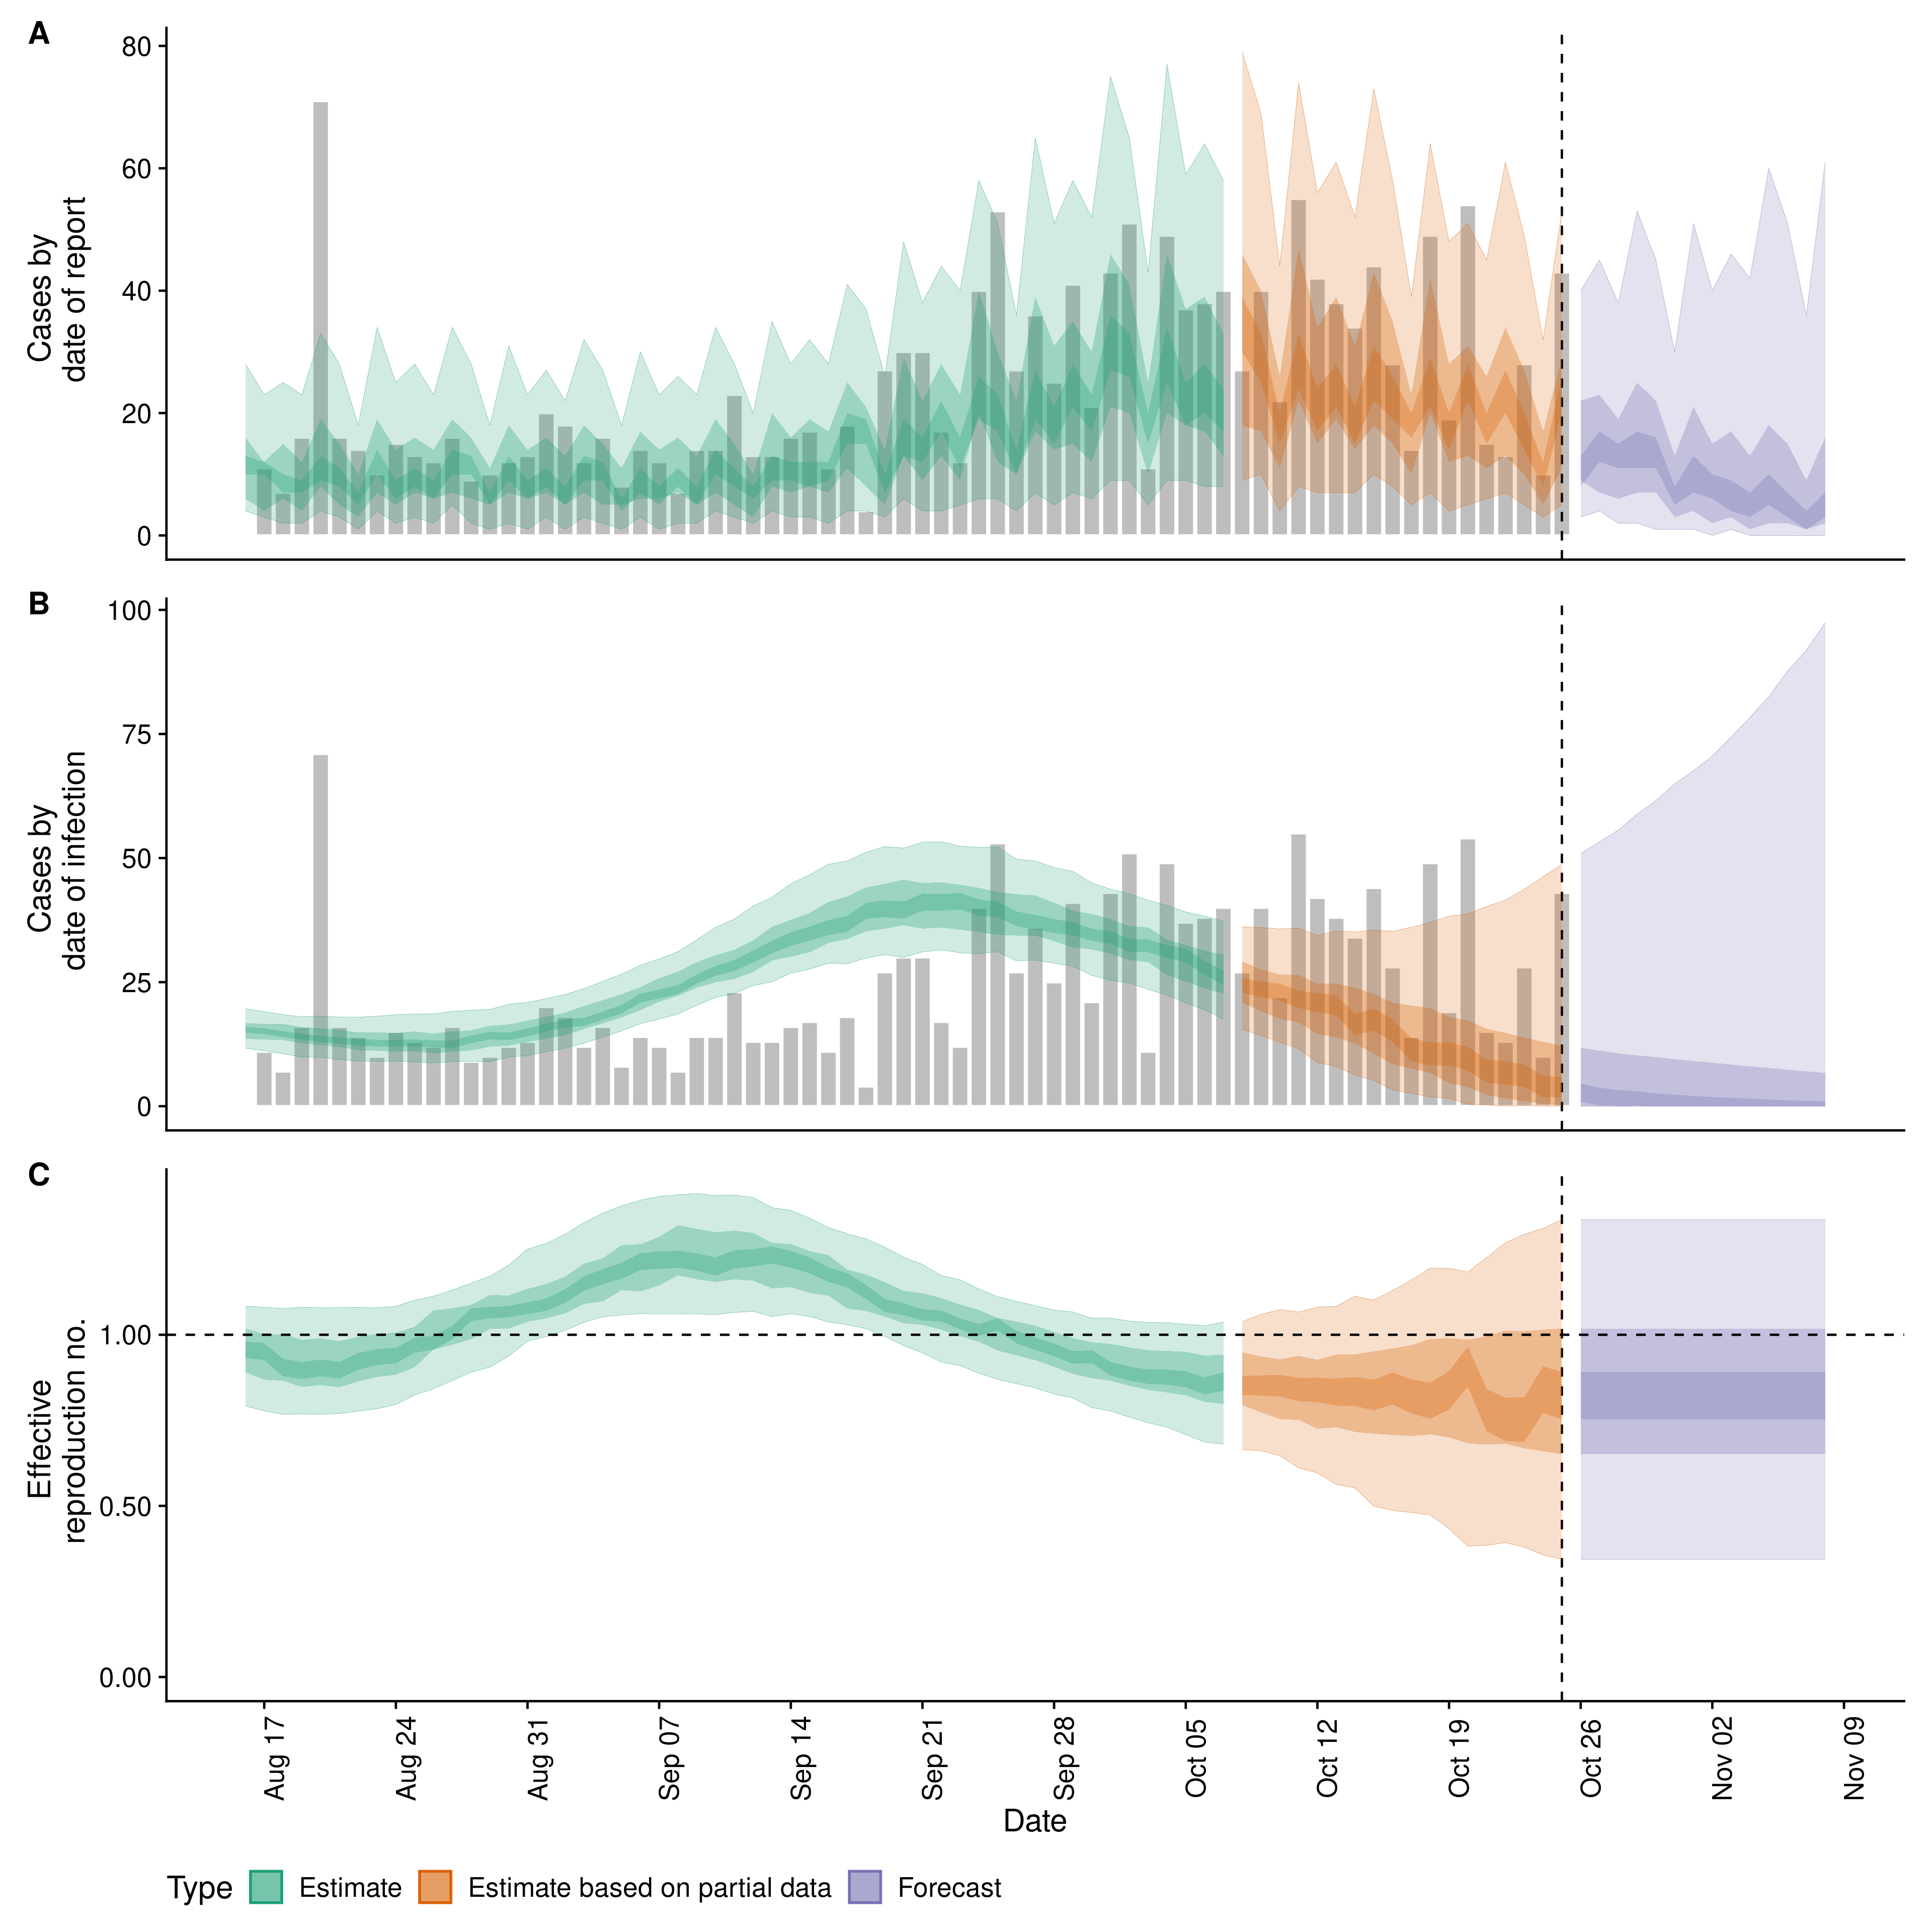 A
80
60
40
20
0
Cases by
date of report
B
100
75
50
25
0
Cases by
date of infection
C
1.00
0.50
0.00
Effective
reproduction no.
Aug 17
Aug 24
Aug 31
Sep 07
Sep 14
Sep 21
Sep 28
Oct 05
Oct 12
Oct 19
Oct 26
Nov 02
Nov 09
Date
Type Estimate Estimate based on partial data Forecast